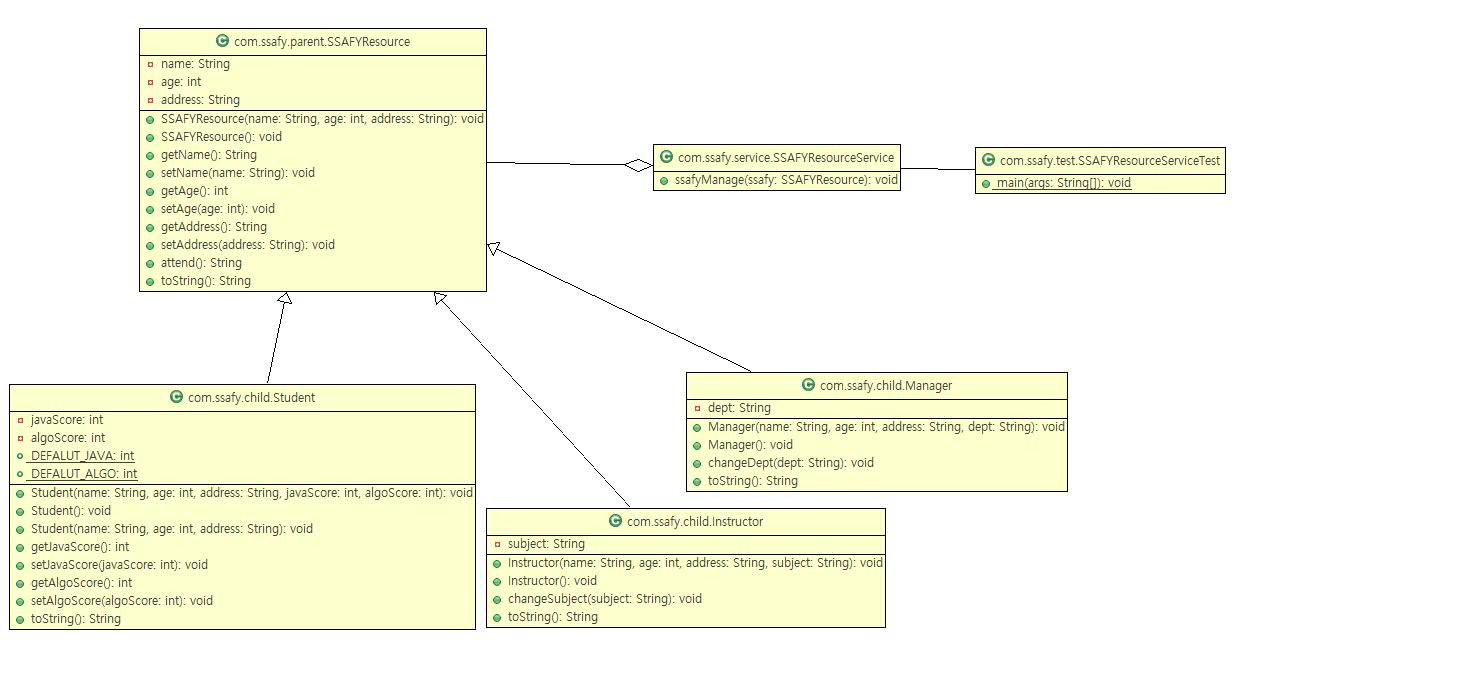 com.ssafy.parent.SSAFYResource
name: String
age: int
address: String
SSAFYResource(name: String, age: int, address: String): void
SSAFYResource(): void
getName(): String
setName(name: String): void
getAge(): int
setAge(age: int): void
getAddress(): String
setAddress(address: String): void
attend(): String
toString(): String
com.ssafy.service.SSAFYResourceService
ssafyManage(ssafy: SSAFYResource): void
com.ssafy.test.SSAFYResourceServiceTest
main(args: String[]): void
com.ssafy.child.Student
javaScore: int
algoScore: int
DEFALUT_JAVA: int
DEFALUT_ALGO: int
Student(name: String, age: int, address: String, javaScore: int, algoScore: int): void
Student(): void
Student(name: String, age: int, address: String): void
getJavaScore(): int
setJavaScore(javaScore: int): void
getAlgoScore(): int
setAlgoScore(algoScore: int): void
toString(): String
com.ssafy.child.Manager
dept: String
Manager(name: String, age: int, address: String, dept: String): void
Manager(): void
changeDept(dept: String): void
toString(): String
com.ssafy.child.Instructor
subject: String
Instructor(name: String, age: int, address: String, subject: String): void
Instructor(): void
changeSubject(subject: String): void
toString(): String